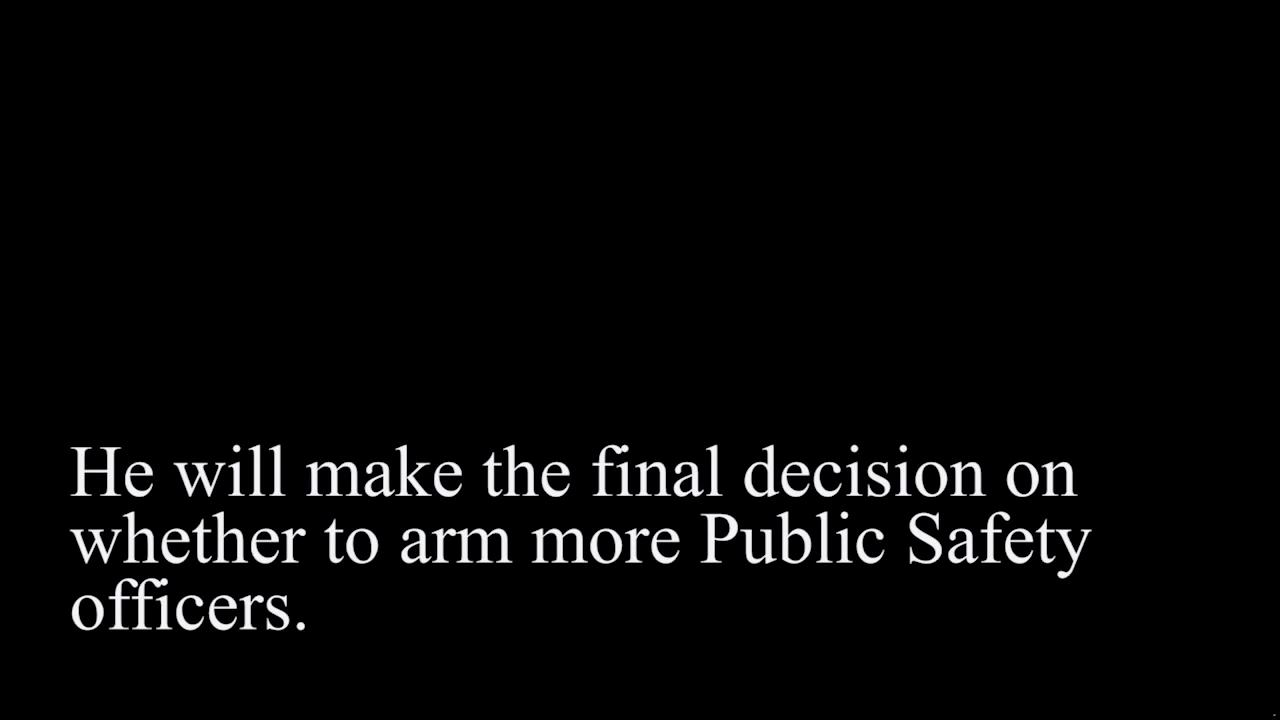 He will make the final decision on
whether to arm more Public Safety
officers.